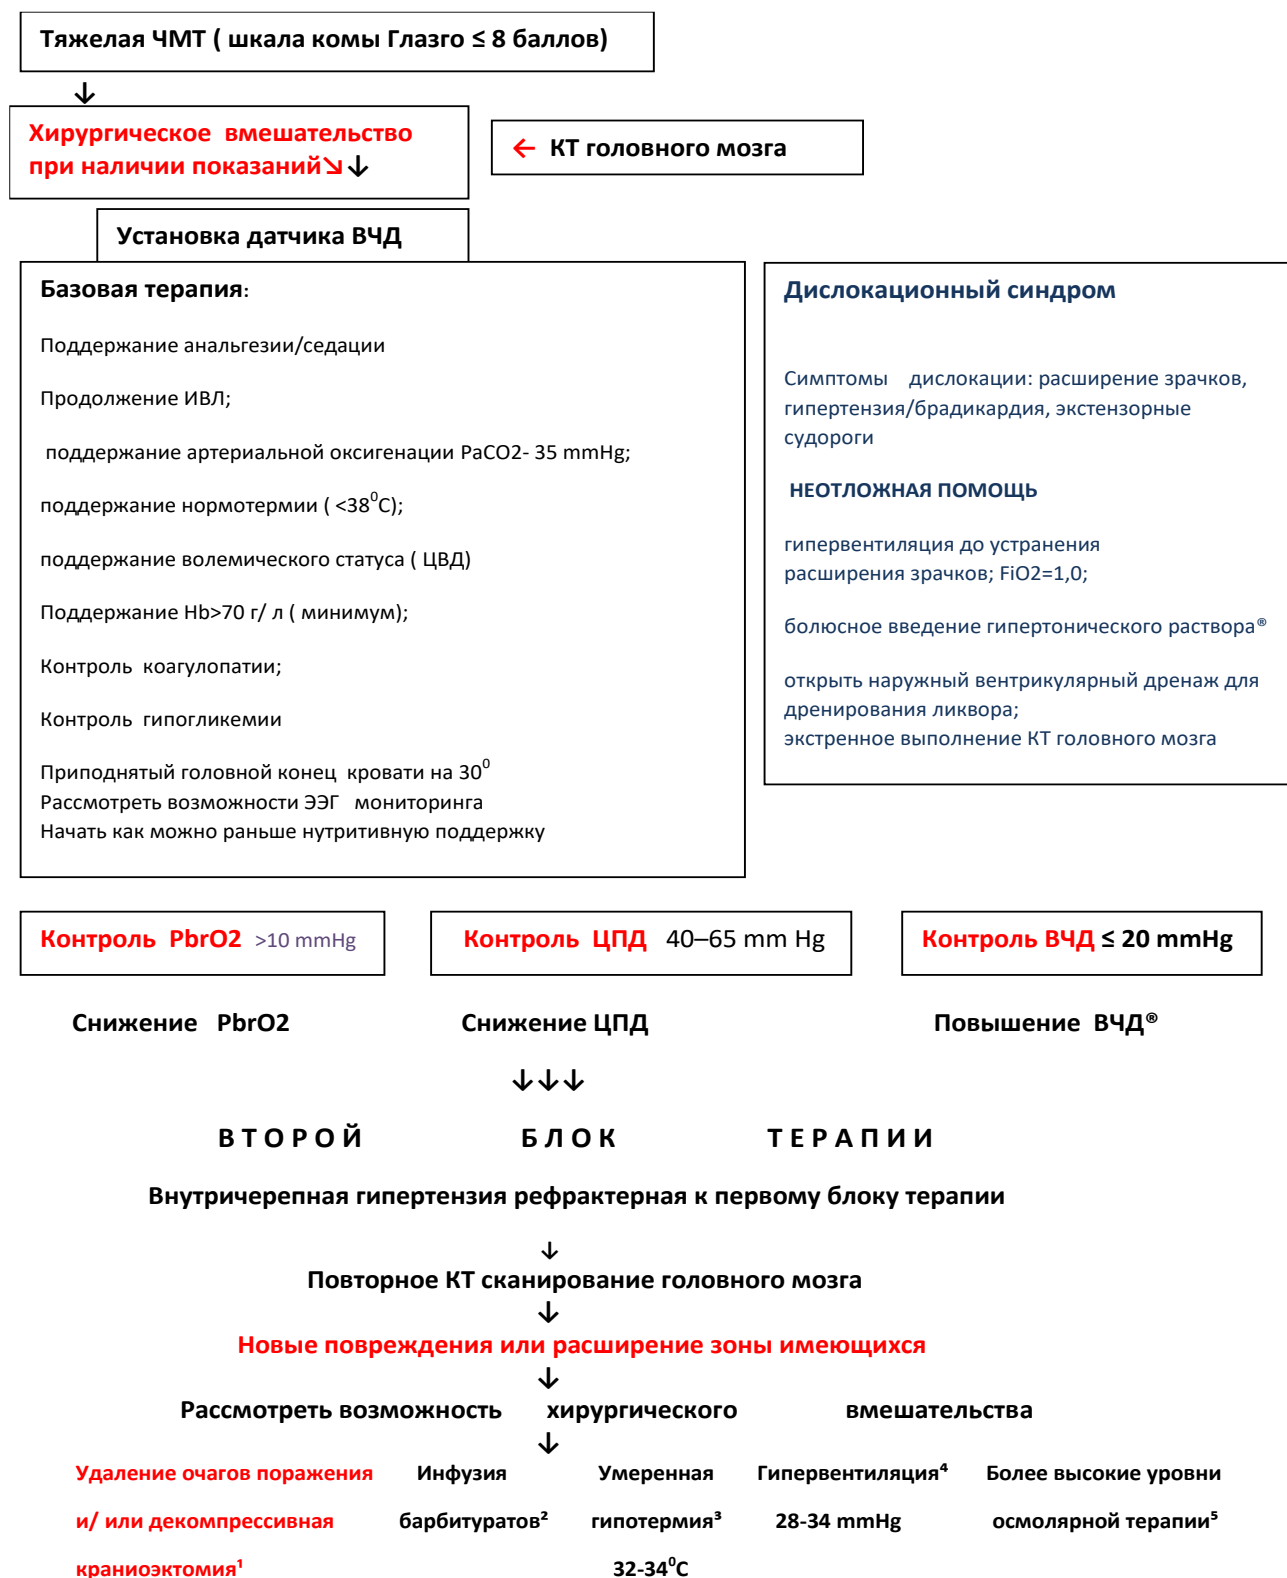 Тяжелая ЧМТ ( шкала комы Глазго ≤ 8 баллов)
↓
Хирургическое вмешательство
при наличии показаний↘↓
← КТ головного мозга
Установка датчика ВЧД
Базовая терапия:
Поддержание анальгезии/седации
Продолжение ИВЛ;
поддержание артериальной оксигенации PaCO2- 35 mmHg;
поддержание нормотермии ( <38⁰С);
поддержание волемического статуса ( ЦВД)
Поддержание Hb>70 г/ л ( минимум);
Контроль коагулопатии;
Контроль гипогликемии
Приподнятый головной конец кровати на 30⁰
Рассмотреть возможности ЭЭГ мониторинга
Начать как можно раньше нутритивную поддержку
Дислокационный синдром
Симптомы дислокации: расширение зрачков,
гипертензия/брадикардия, экстензорные
судороги
НЕОТЛОЖНАЯ ПОМОЩЬ
гипервентиляция до устранения
расширения зрачков; FiO2=1,0;
болюсное введение гипертонического раствора®
открыть наружный вентрикулярный дренаж для
дренирования ликвора;
экстренное выполнение КТ головного мозга
Контроль PbrO2 >10 mmHg
Контроль ЦПД 40–65 mm Hg
Контроль ВЧД ≤ 20 mmHg
Снижение PbrO2 Снижение ЦПД Повышение ВЧД®
↓↓↓
В Т О Р О Й Б Л О К Т Е Р А П И И
Внутричерепная гипертензия рефрактерная к первому блоку терапии
↓
Повторное КТ сканирование головного мозга
↓
Новые повреждения или расширение зоны имеющихся
↓
Рассмотреть возможность хирургического вмешательства
↓
Удаление очагов поражения Инфузия Умеренная Гипервентиляция⁴ Более высокие уровни
и/ или декомпрессивная барбитуратов² гипотермия³ 28-34 mmHg осмолярной терапии⁵
краниоэктомия¹ 32-34⁰С